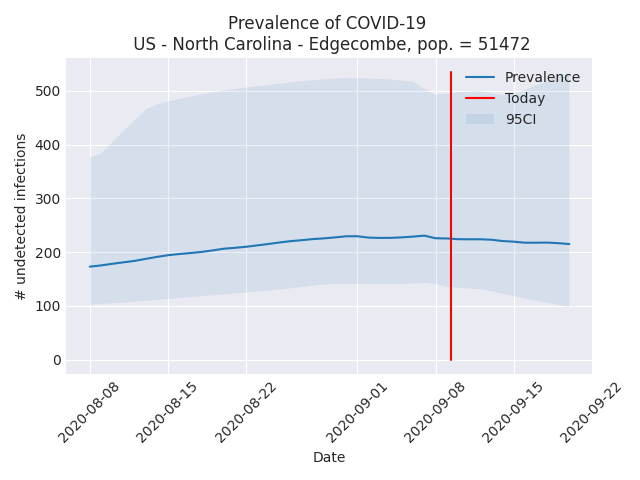 Prevalence of COVID-19
US - North Carolina - Edgecombe, pop. = 51472
Prevalence
Today
95CI
# undetected infections
500
400
300
200
100
0
2020-08-08
2020-08-15
2020-08-22
2020-09-01
2020-09-08
2020-09-15
2020-09-22
Date